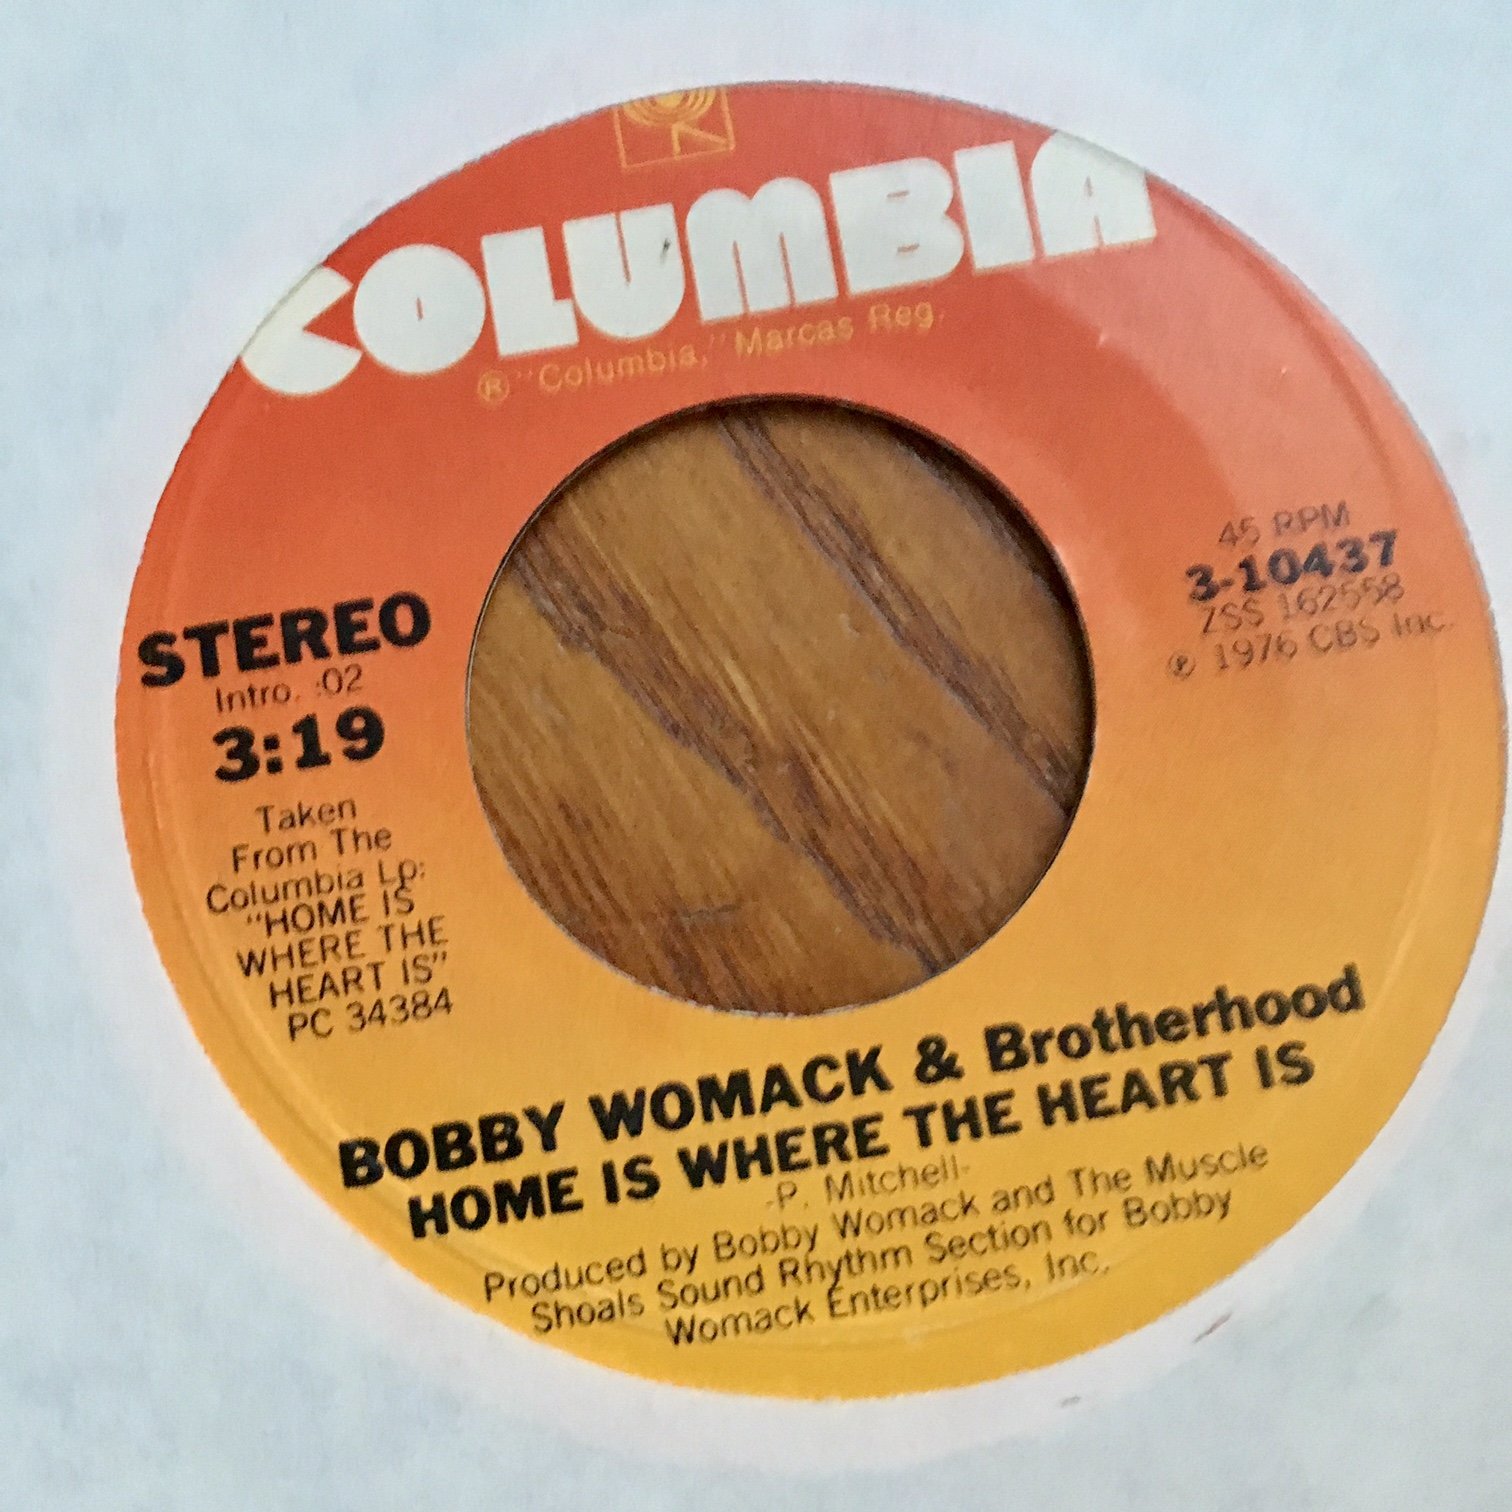 COLUMBIA
® "Columbia," Marcas Reg.
45 RPM
3-10437
ZSS 162558
℗ 1976 CBS Inc.
STEREO
Intro. :02
3:19
Taken
From The
Columbia Lp:
"HOME IS
WHERE THE
HEART IS"
PC 34384
BOBBY WOMACK & Brotherhood
HOME IS WHERE THE HEART IS
-P. Mitchell-
Produced by Bobby Womack and The Muscle
Shoals Sound Rhythm Section for Bobby
Womack Enterprises, Inc.